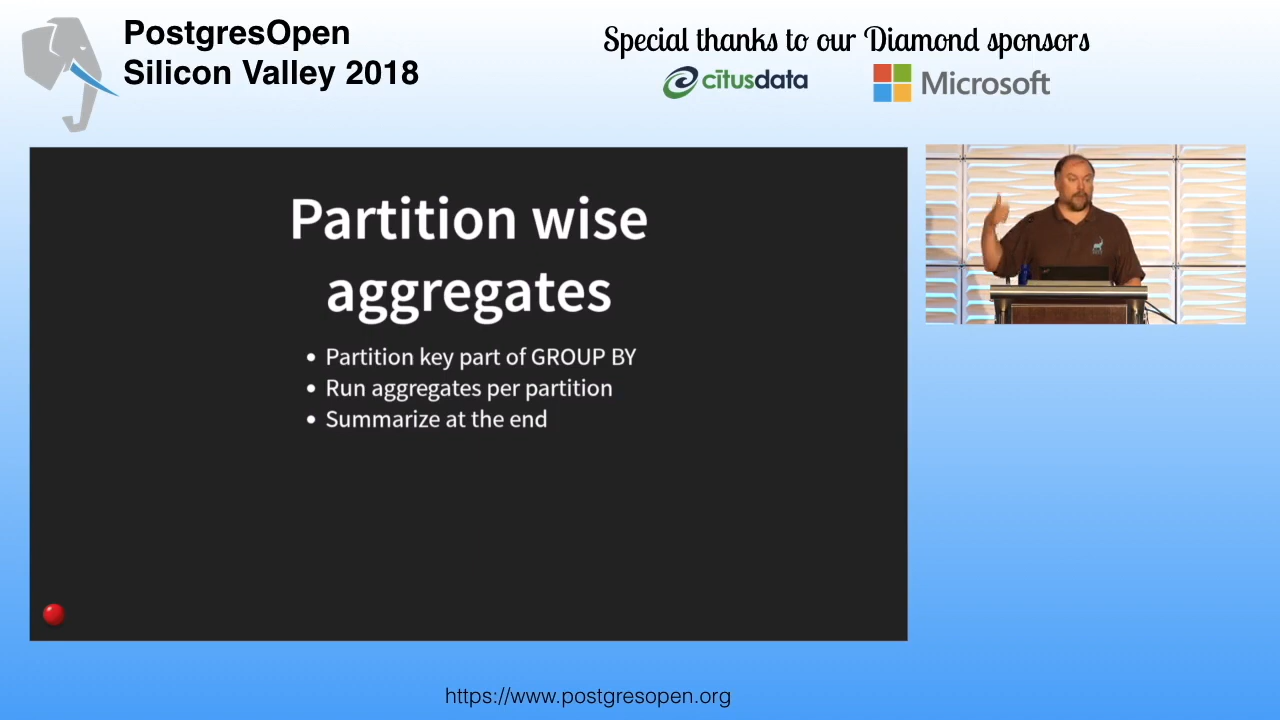 PostgresOpen
Silicon Valley 2018
Special thanks to our Diamond sponsors
citusdata
Microsoft
Partition wise
aggregates
• Partition key part of GROUP BY
• Run aggregates per partition
• Summarize at the end
https://www.postgresopen.org